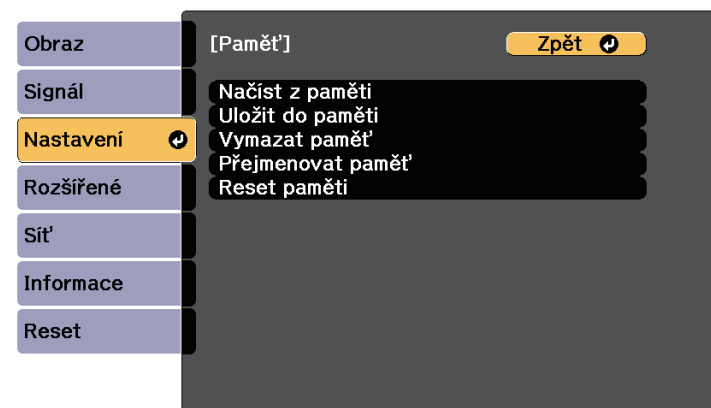 Obraz
Signál
Nastavení
Rozšířené
Síť
Informace
Reset
[Paměť]
Zpět
Načíst z paměti
Uložit do paměti
Vymazat paměť
Přejmenovat paměť
Reset paměti